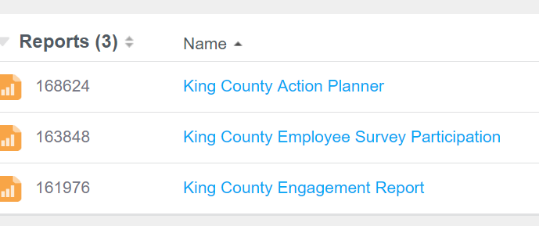 Reports (3) Name
168624 King County Action Planner
163848 King County Employee Survey Participation
161976 King County Engagement Report